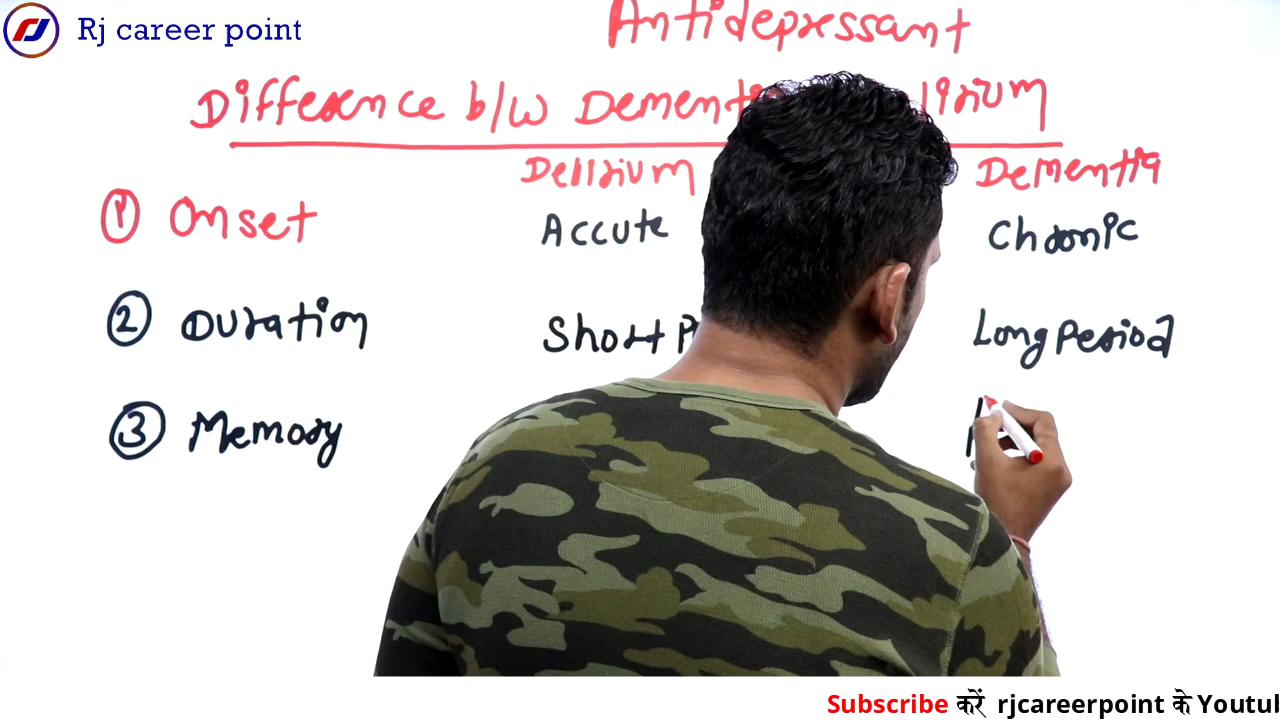 Rj career point
Antidepressant
Difference b/w
Dellrium Dementia
① Onset Accute Chronic
② Duration Short Long Period
③ Memory
Subscribe करें rjcareerpoint के